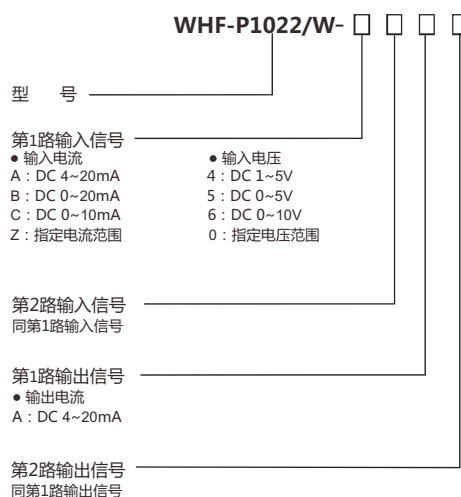 WHF-P1022/W- □ □ □ □
型 号
第1路输入信号
● 输入电流
A：DC 4~20mA
B：DC 0~20mA
C：DC 0~10mA
Z：指定电流范围
● 输入电压
4：DC 1~5V
5：DC 0~5V
6：DC 0~10V
0：指定电压范围
第2路输入信号
同第1路输入信号
第1路输出信号
● 输出电流
A：DC 4~20mA
第2路输出信号
同第1路输出信号